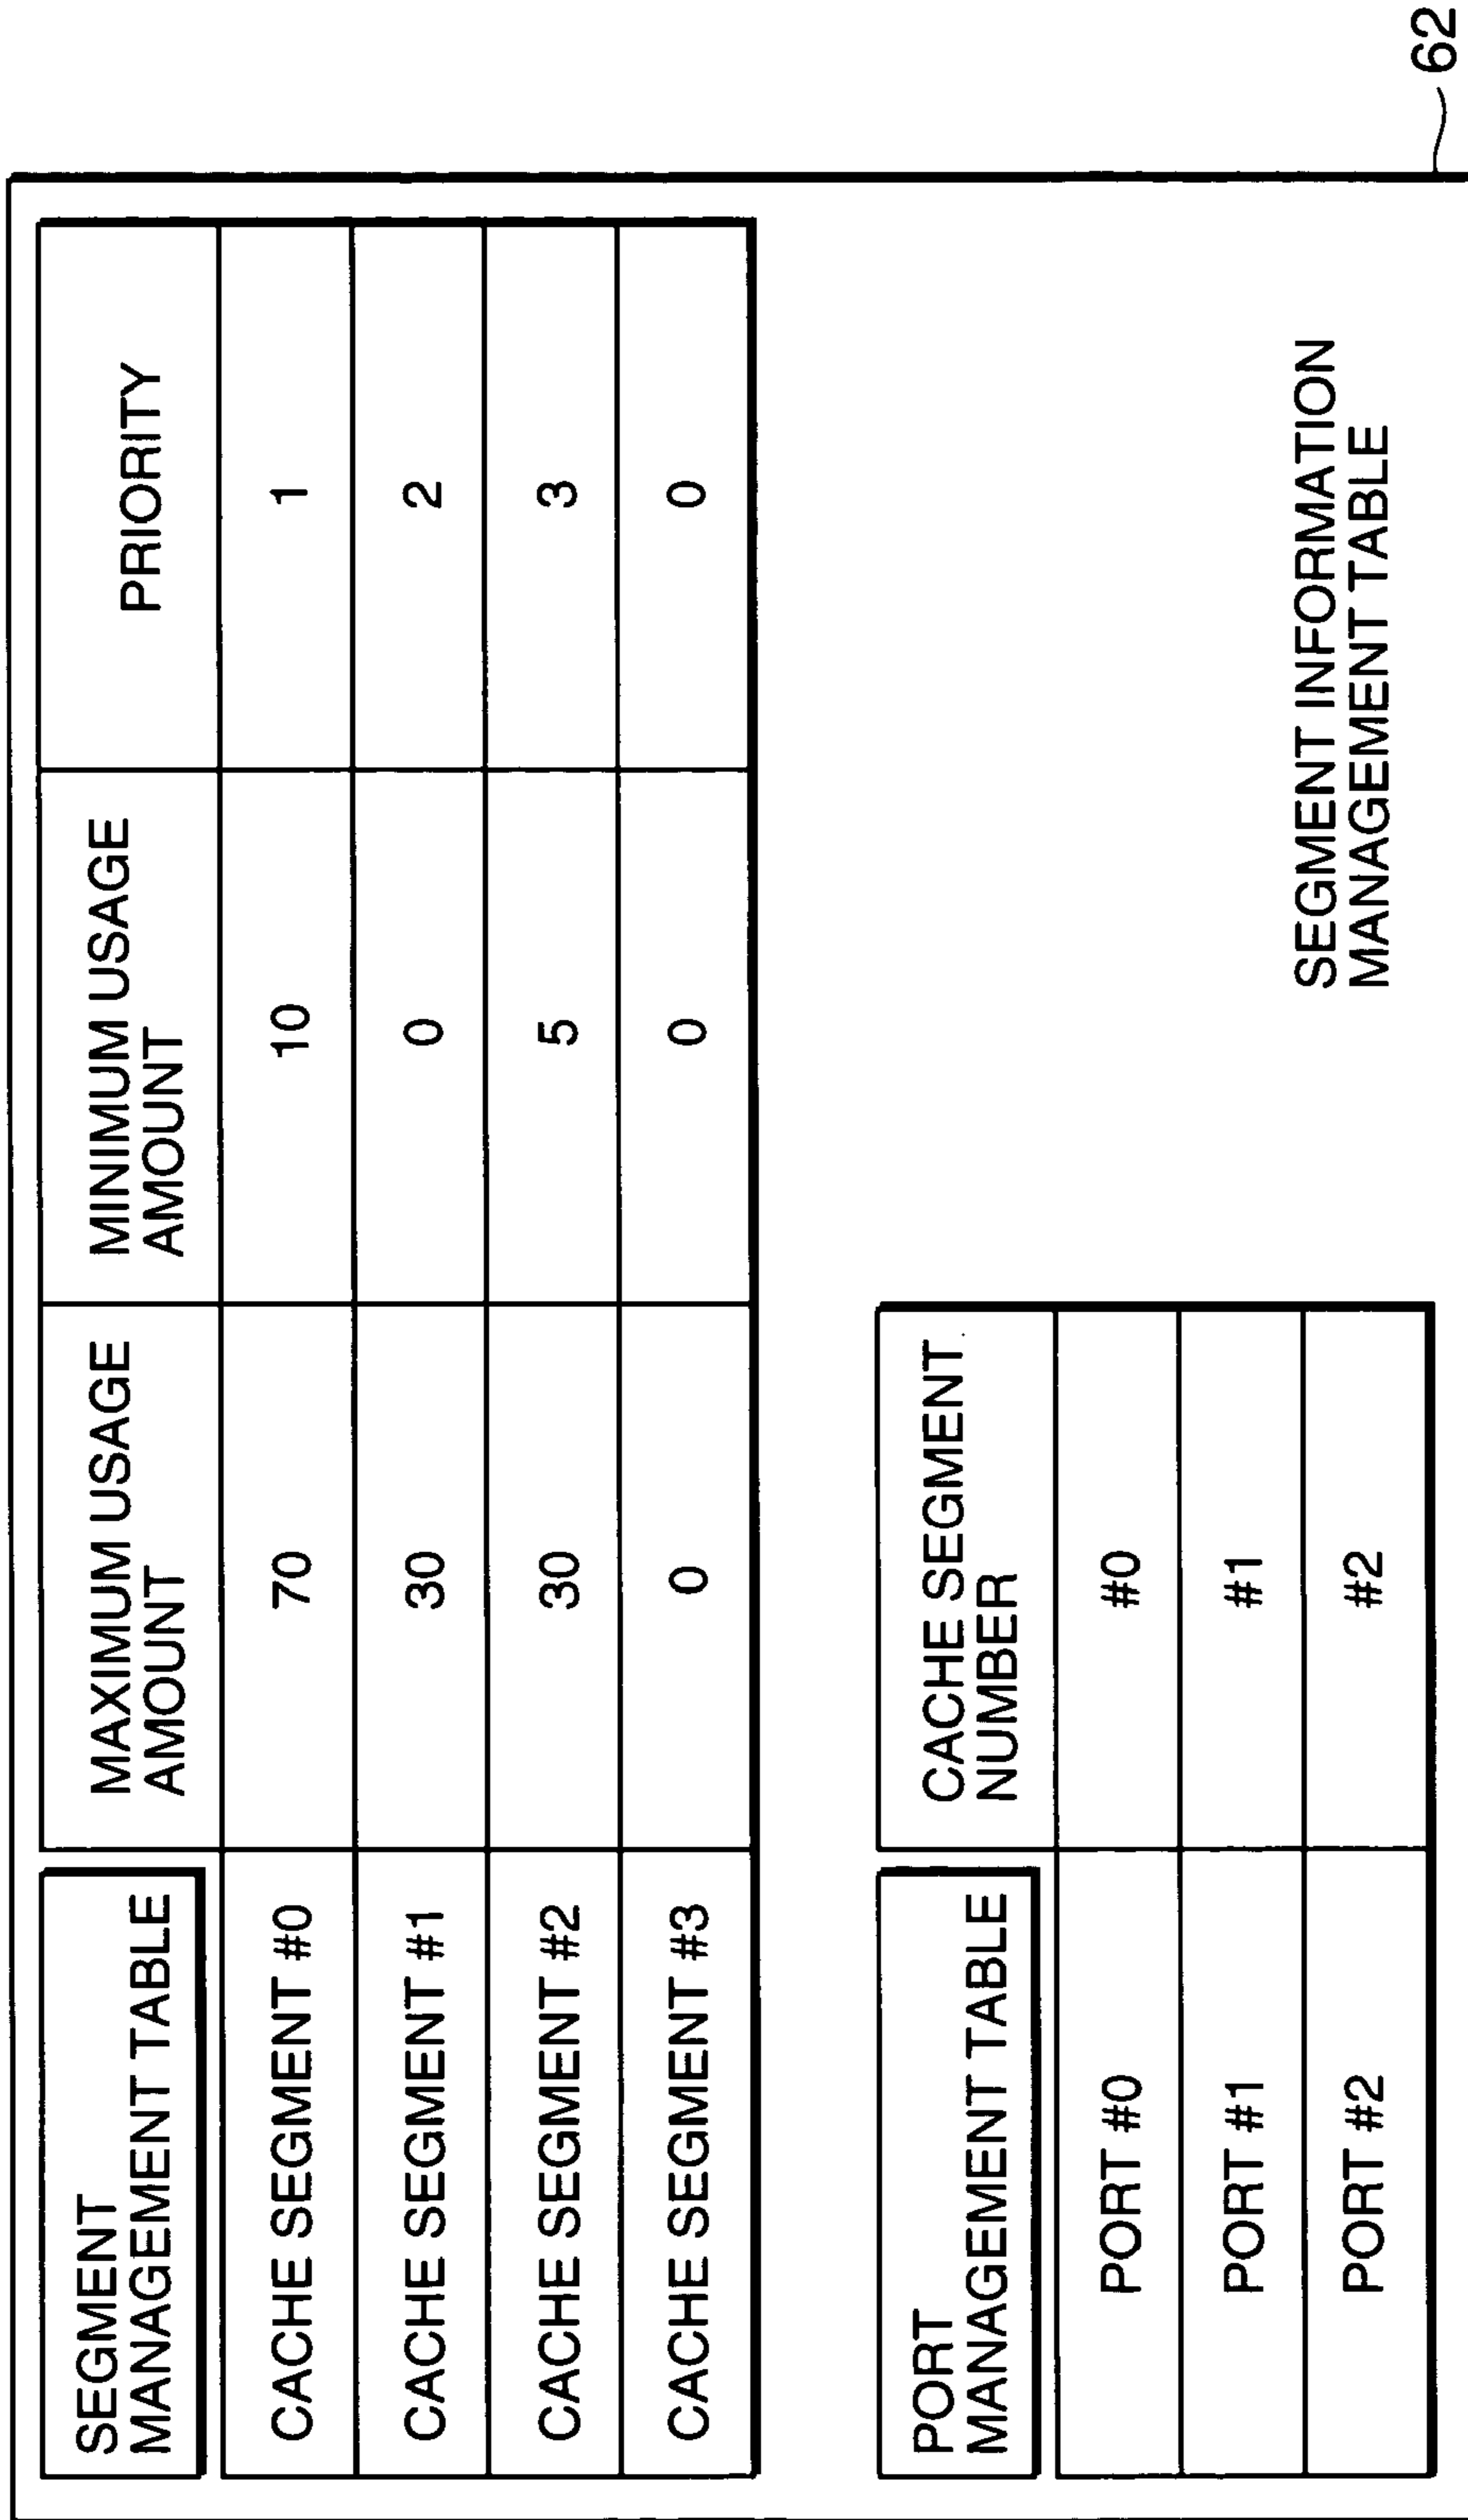 SEGMENT
MANAGEMENT TABLE
MAXIMUM USAGE
AMOUNT
MINIMUM USAGE
AMOUNT
PRIORITY
CACHE SEGMENT #0
70
10
1
CACHE SEGMENT #1
30
0
2
CACHE SEGMENT #2
30
5
3
CACHE SEGMENT #3
0
0
0
PORT
MANAGEMENT TABLE
CACHE SEGMENT
NUMBER
PORT #0
#0
PORT #1
#1
PORT #2
#2
SEGMENT INFORMATION
MANAGEMENT TABLE
62